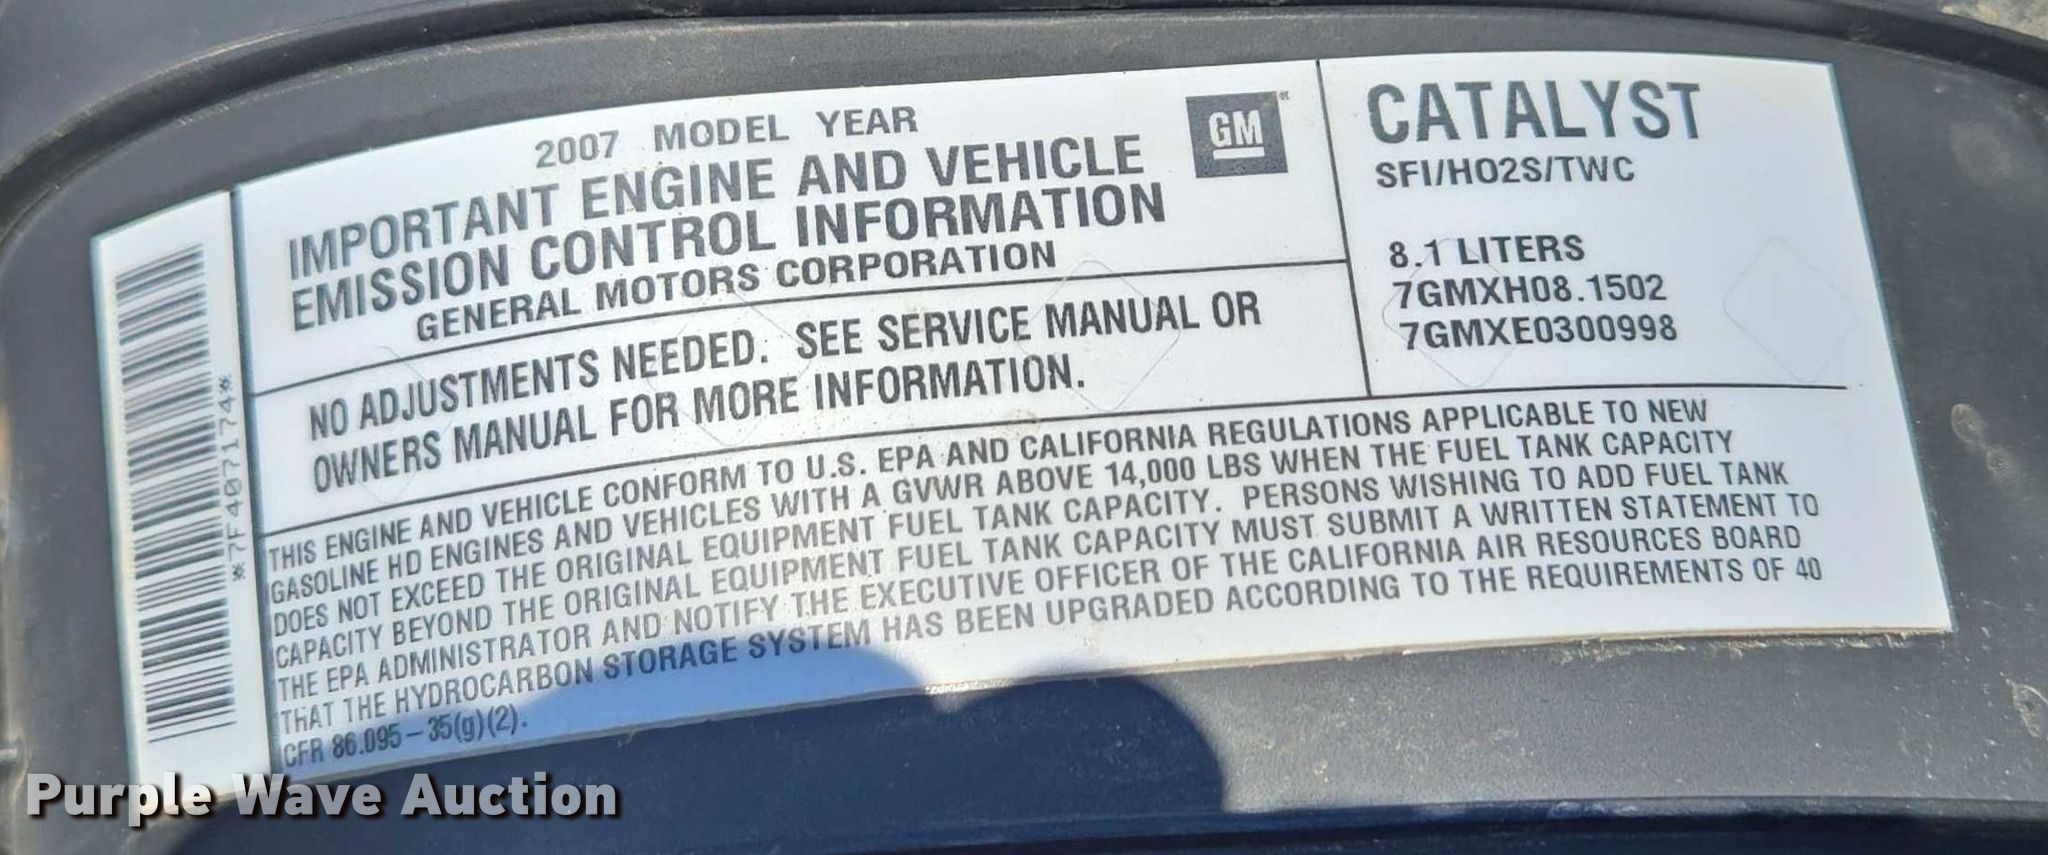 *7F407174*
2007 MODEL YEAR
IMPORTANT ENGINE AND VEHICLE
EMISSION CONTROL INFORMATION
GENERAL MOTORS CORPORATION
GM
NO ADJUSTMENTS NEEDED. SEE SERVICE MANUAL OR
OWNERS MANUAL FOR MORE INFORMATION.
CATALYST
SFI/HO2S/TWC
8.1 LITERS
7GMXH08.1502
7GMXE0300998
THIS ENGINE AND VEHICLE CONFORM TO U.S. EPA AND CALIFORNIA REGULATIONS APPLICABLE TO NEW
GASOLINE HD ENGINES AND VEHICLES WITH A GVWR ABOVE 14,000 LBS WHEN THE FUEL TANK CAPACITY
DOES NOT EXCEED THE ORIGINAL EQUIPMENT FUEL TANK CAPACITY. PERSONS WISHING TO ADD FUEL TANK
CAPACITY BEYOND THE ORIGINAL EQUIPMENT FUEL TANK CAPACITY MUST SUBMIT A WRITTEN STATEMENT TO
THE EPA ADMINISTRATOR AND NOTIFY THE EXECUTIVE OFFICER OF THE CALIFORNIA AIR RESOURCES BOARD
THAT THE HYDROCARBON STORAGE SYSTEM HAS BEEN UPGRADED ACCORDING TO THE REQUIREMENTS OF 40
CFR 86.095-35(g)(2).
Purple Wave Auction